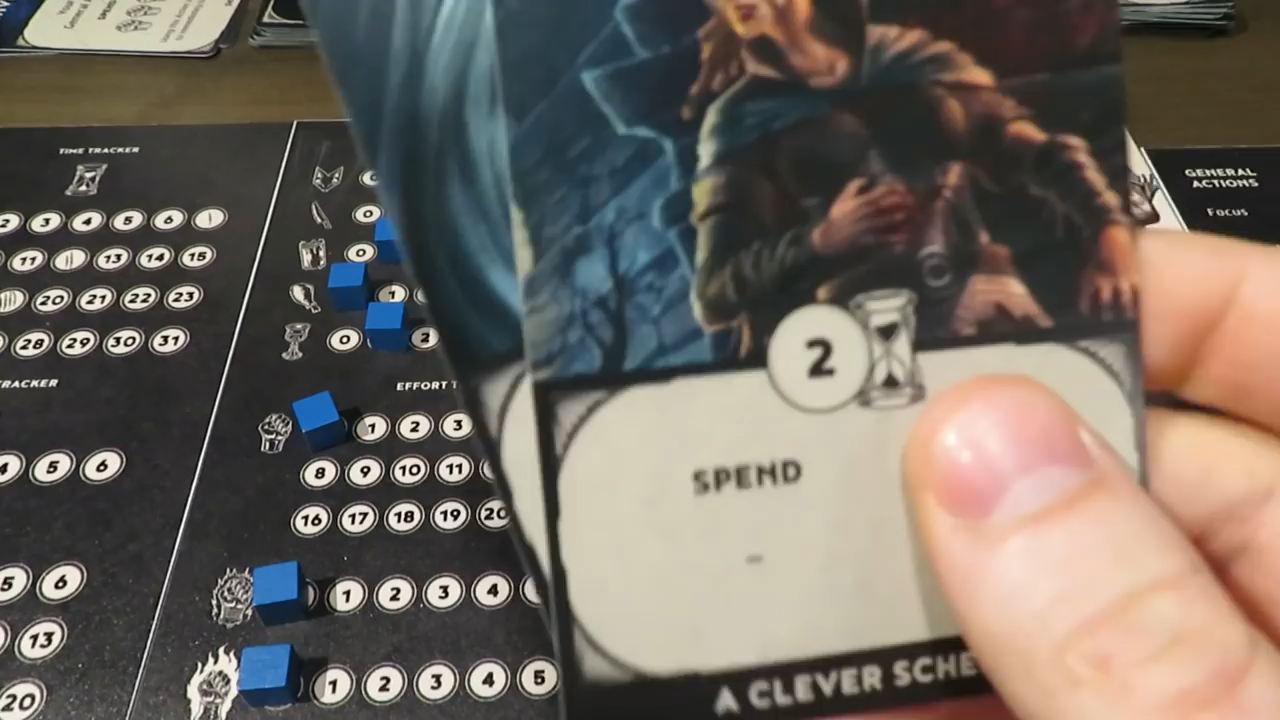 SPEND
TIME TRACKER
2 3 4 5 6
11 13 14 15
20 21 22 23
28 29 30 31
RACKER
4 5 6
5 6
13
20
0
0
0
1
0 2
EFFORT T
1 2 3
8 9 10 11
16 17 18 19 20
1 2 3 4
1 2 3 4 5
GENERAL
ACTIONS
Focus
2
SPEND
-
A CLEVER SCHE